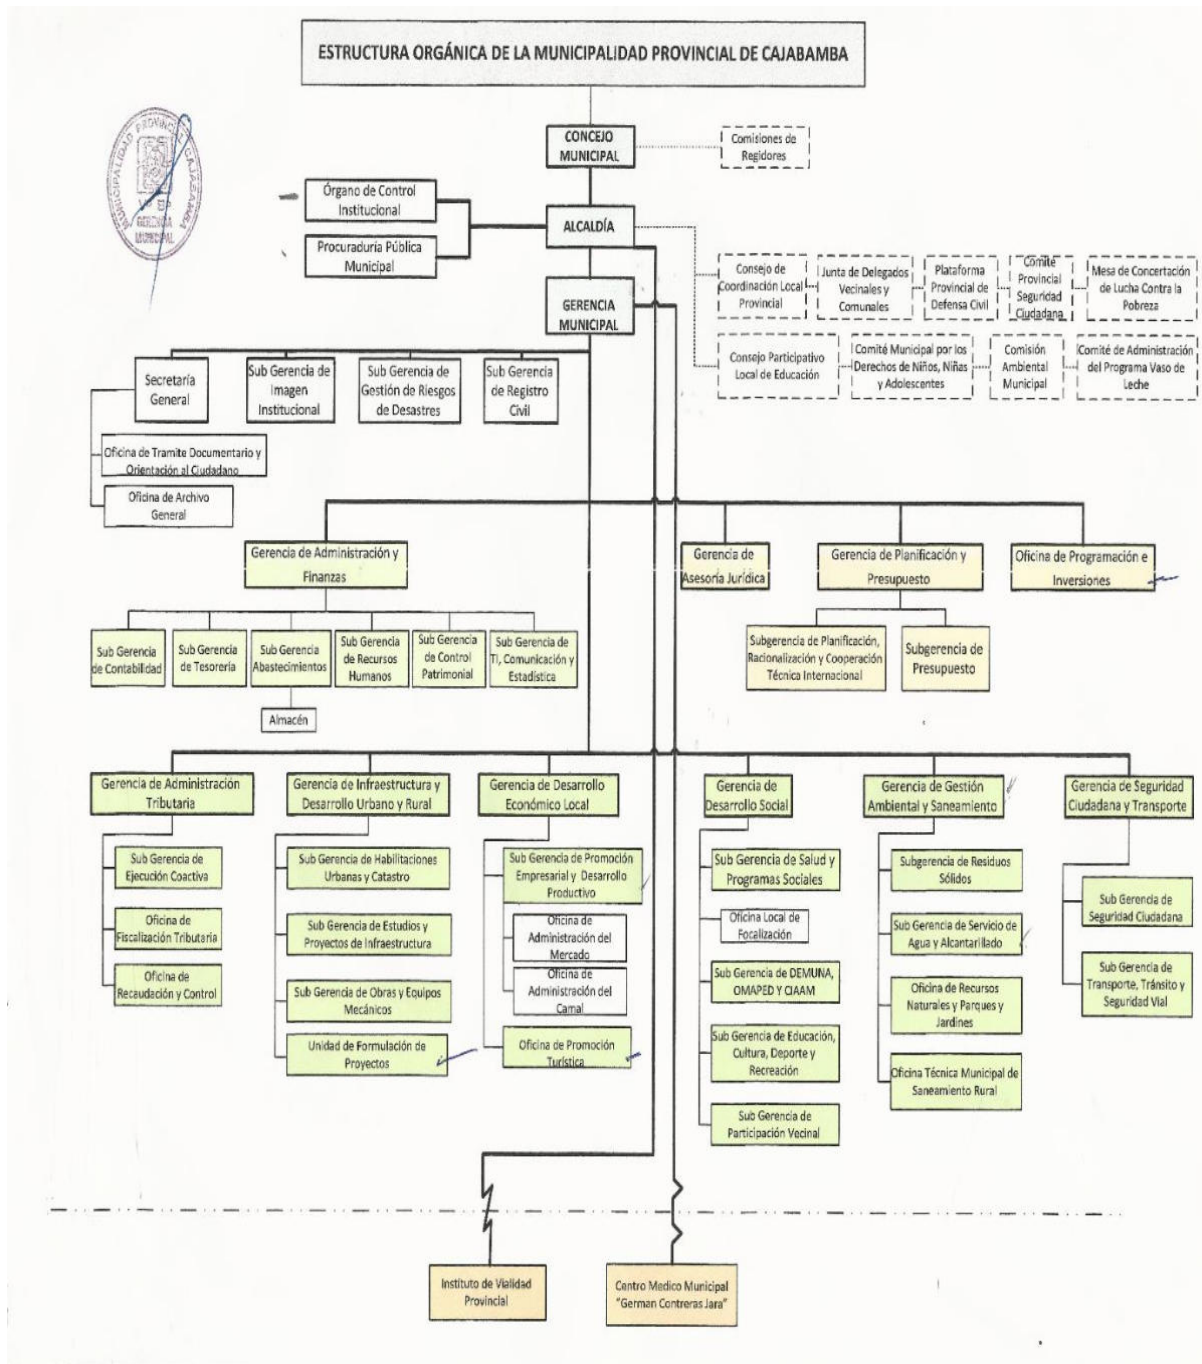 ESTRUCTURA ORGÁNICA DE LA MUNICIPALIDAD PROVINCIAL DE CAJABAMBA
CONCEJO
MUNICIPAL
Comisiones de
Regidores
MUNICIPALIDAD PROVINCIAL CAJABAMBA
GERENCIA
MUNICIPAL
Órgano de Control
Institucional
Procuraduría Pública
Municipal
ALCALDÍA
GERENCIA
MUNICIPAL
Consejo de
Coordinación Local
Provincial
Junta de Delegados
Vecinales y
Comunales
Plataforma
Provincial de
Defensa Civil
Comité
Provincial
Seguridad
Ciudadana
Mesa de Concertación
de Lucha Contra la
Pobreza
Consejo Participativo
Local de Educación
Comité Municipal por los
Derechos de Niños, Niñas
y Adolescentes
Comisión
Ambiental
Municipal
Comité de Administración
del Programa Vaso de
Leche
Secretaría
General
Sub Gerencia de
Imagen
Institucional
Sub Gerencia de
Gestión de Riesgos
de Desastres
Sub Gerencia
de Registro
Civil
Oficina de Tramite Documentario y
Orientación al Ciudadano
Oficina de Archivo
General
Gerencia de Administración y
Finanzas
Gerencia de
Asesoría Jurídica
Gerencia de Planificación y
Presupuesto
Oficina de Programación e
Inversiones
Sub Gerencia
de Contabilidad
Sub Gerencia
de Tesorería
Sub Gerencia
Abastecimientos
Sub Gerencia
de Recursos
Humanos
Sub Gerencia
de Control
Patrimonial
Sub Gerencia de
TI, Comunicación y
Estadística
Almacén
Subgerencia de Planificación,
Racionalización y Cooperación
Técnica Internacional
Subgerencia de
Presupuesto
Gerencia de Administración
Tributaria
Gerencia de Infraestructura y
Desarrollo Urbano y Rural
Gerencia de Desarrollo
Económico Local
Gerencia de
Desarrollo Social
Gerencia de Gestión
Ambiental y Saneamiento
Gerencia de Seguridad
Ciudadana y Transporte
Sub Gerencia de
Ejecución Coactiva
Oficina de
Fiscalización Tributaria
Oficina de
Recaudación y Control
Sub Gerencia de Habilitaciones
Urbanas y Catastro
Sub Gerencia de Estudios y
Proyectos de Infraestructura
Sub Gerencia de Obras y Equipos
Mecánicos
Unidad de Formulación de
Proyectos
Sub Gerencia de Promoción
Empresarial y Desarrollo
Productivo
Oficina de
Administración del
Mercado
Oficina de
Administración del
Camal
Oficina de Promoción
Turística
Sub Gerencia de Salud y
Programas Sociales
Oficina Local de
Focalización
Sub Gerencia de DEMUNA,
OMAPED Y CIAAM
Sub Gerencia de Educación,
Cultura, Deporte y
Recreación
Sub Gerencia de
Participación Vecinal
Subgerencia de Residuos
Sólidos
Sub Gerencia de Servicio de
Agua y Alcantarillado
Oficina de Recursos
Naturales y Parques y
Jardines
Oficina Técnica Municipal de
Saneamiento Rural
Sub Gerencia de
Seguridad Ciudadana
Sub Gerencia de
Transporte, Tránsito y
Seguridad Vial
Instituto de Vialidad
Provincial
Centro Medico Municipal
"German Contreras Jara"